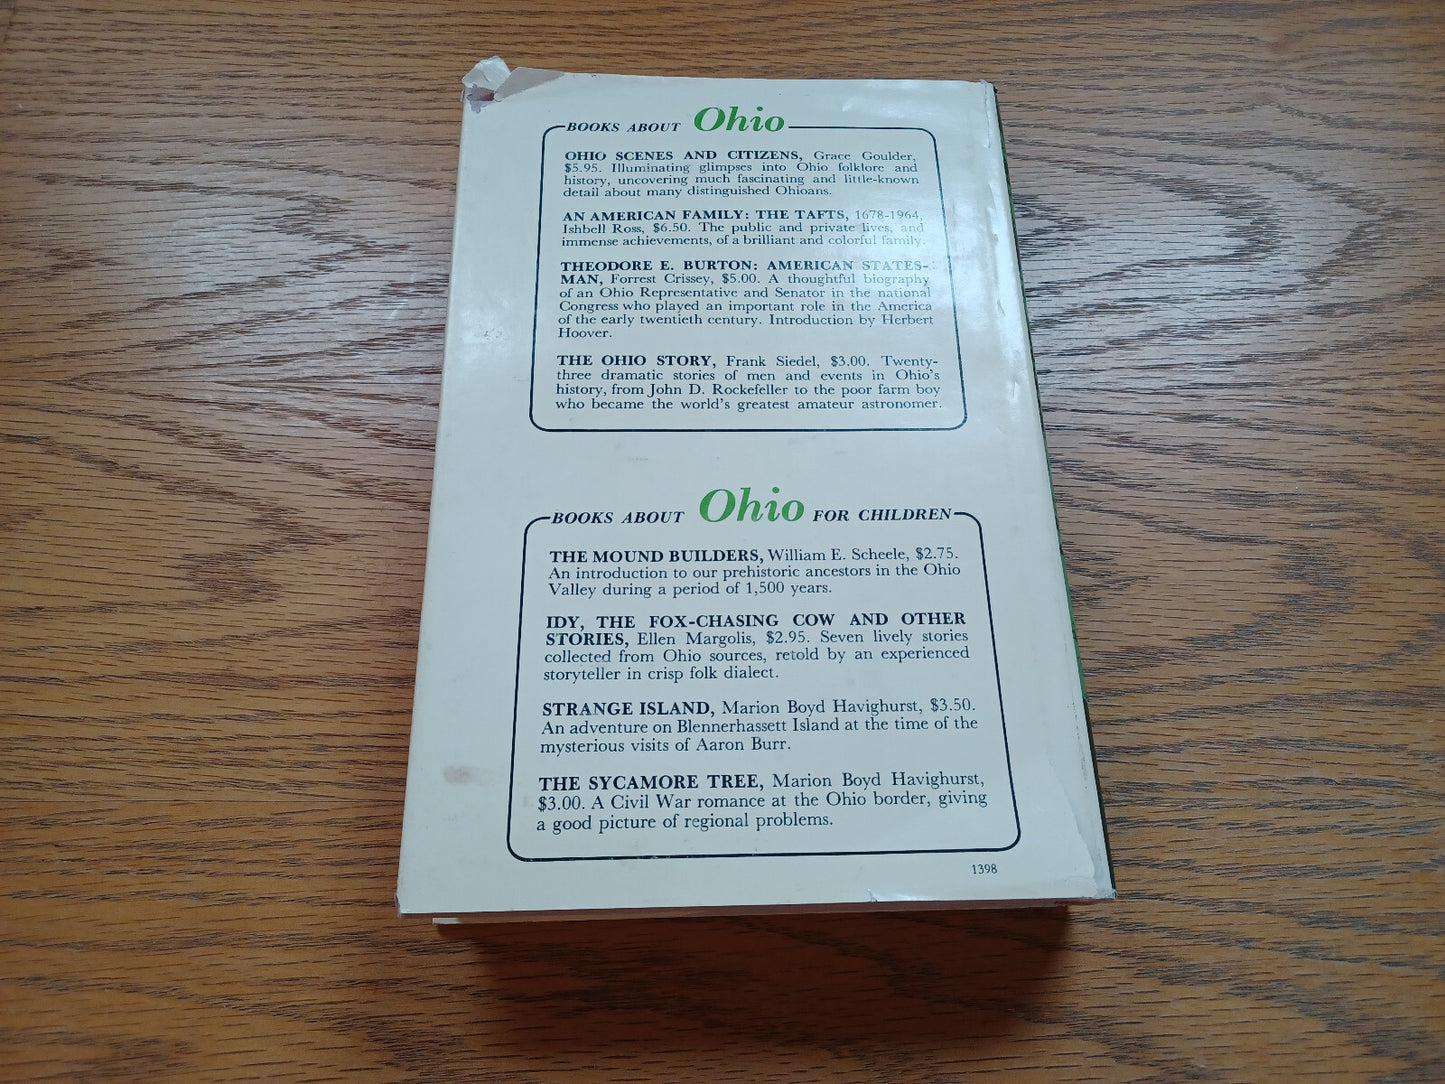 BOOKS ABOUT Ohio
OHIO SCENES AND CITIZENS, Grace Goulder,
$5.95. Illuminating glimpses into Ohio folklore and
history, uncovering much fascinating and little-known
detail about many distinguished Ohioans.
AN AMERICAN FAMILY: THE TAFTS, 1678-1964,
Ishbell Ross, $6.50. The public and private lives, and
immense achievements, of a brilliant and colorful family.
THEODORE E. BURTON: AMERICAN STATES-
MAN, Forrest Crissey, $5.00. A thoughtful biography
of an Ohio Representative and Senator in the national
Congress who played an important role in the America
of the early twentieth century. Introduction by Herbert
Hoover.
THE OHIO STORY, Frank Siedel, $3.00. Twenty-
three dramatic stories of men and events in Ohio's
history, from John D. Rockefeller to the poor farm boy
who became the world's greatest amateur astronomer.
BOOKS ABOUT Ohio FOR CHILDREN
THE MOUND BUILDERS, William E. Scheele, $2.75.
An introduction to our prehistoric ancestors in the Ohio
Valley during a period of 1,500 years.
IDY, THE FOX-CHASING COW AND OTHER
STORIES, Ellen Margolis, $2.95. Seven lively stories
collected from Ohio sources, retold by an experienced
storyteller in crisp folk dialect.
STRANGE ISLAND, Marion Boyd Havighurst, $3.50.
An adventure on Blennerhassett Island at the time of the
mysterious visits of Aaron Burr.
THE SYCAMORE TREE, Marion Boyd Havighurst,
$3.00. A Civil War romance at the Ohio border, giving
a good picture of regional problems.
1398